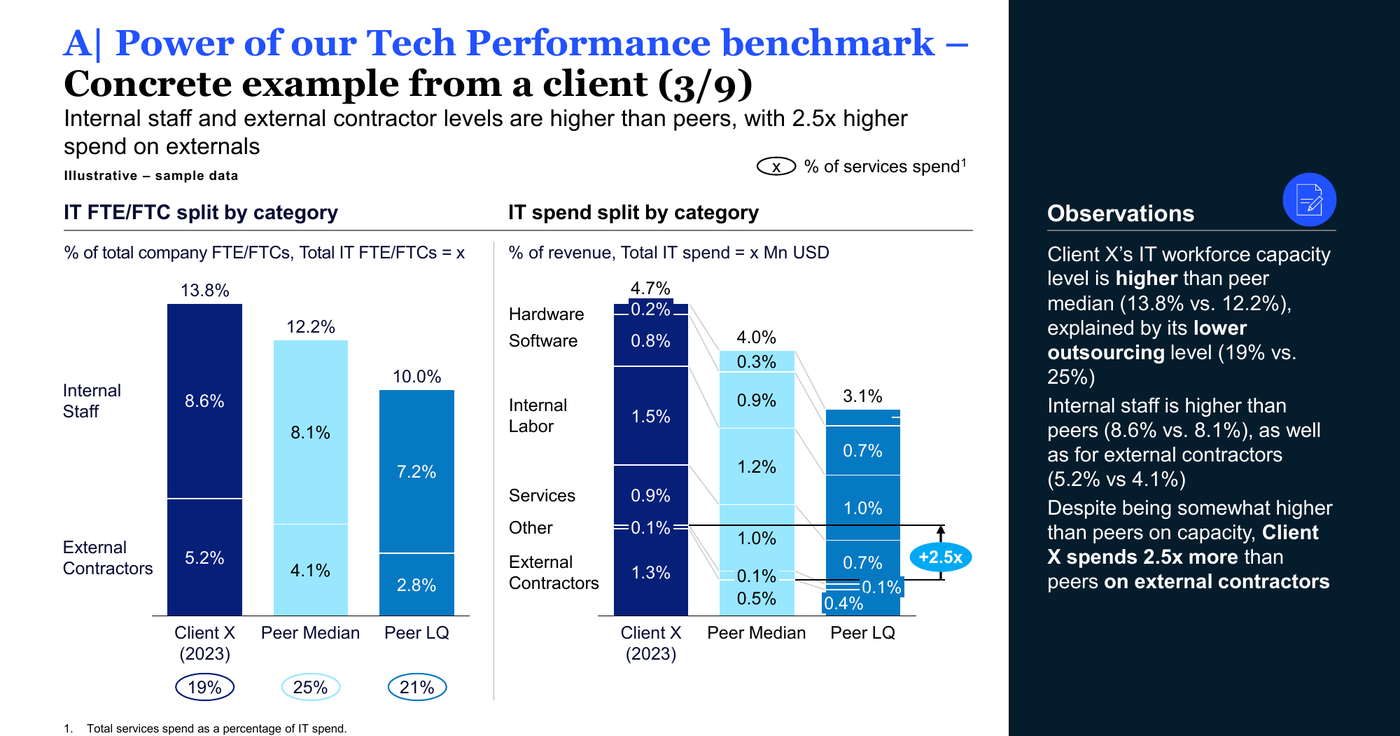 A| Power of our Tech Performance benchmark –
Concrete example from a client (3/9)
Internal staff and external contractor levels are higher than peers, with 2.5x higher
spend on externals
x % of services spend1
Illustrative – sample data
IT FTE/FTC split by category
% of total company FTE/FTCs, Total IT FTE/FTCs = x
13.8%
12.2%
10.0%
Internal
Staff
8.6%
8.1%
7.2%
External
Contractors
5.2%
4.1%
2.8%
Client X
(2023)
Peer Median
Peer LQ
19%
25%
21%
IT spend split by category
% of revenue, Total IT spend = x Mn USD
4.7%
4.0%
3.1%
Hardware
0.2%
0.3%
Software
0.8%
0.9%
0.7%
Internal
Labor
1.5%
1.2%
1.0%
Services
0.9%
1.0%
0.7%
Other
0.1%
0.1%
0.1%
External
Contractors
1.3%
0.5%
0.4%
+2.5x
Client X
(2023)
Peer Median
Peer LQ
Observations
Client X’s IT workforce capacity
level is higher than peer
median (13.8% vs. 12.2%),
explained by its lower
outsourcing level (19% vs.
25%)
Internal staff is higher than
peers (8.6% vs. 8.1%), as well
as for external contractors
(5.2% vs 4.1%)
Despite being somewhat higher
than peers on capacity, Client
X spends 2.5x more than
peers on external contractors
1. Total services spend as a percentage of IT spend.